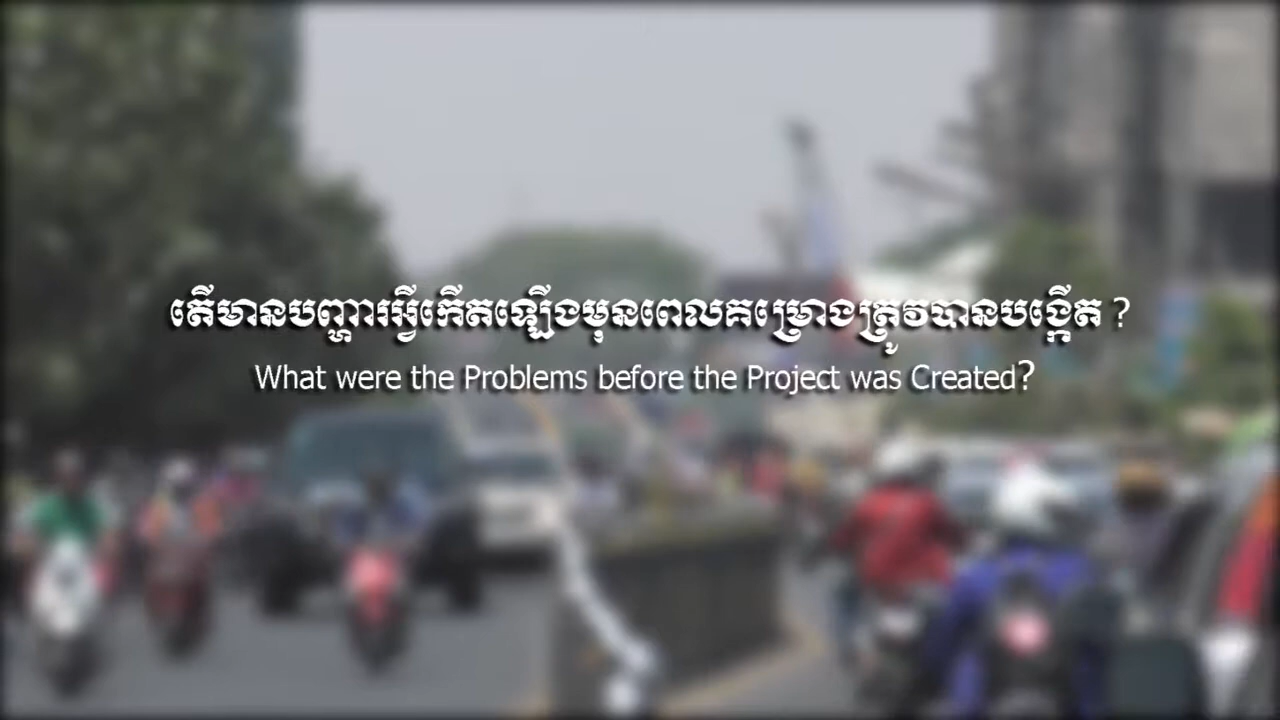 តើមានបញ្ហារអ្វីកើតឡើងមុនពេលគម្រោងត្រូវបានបង្កើត ?
What were the Problems before the Project was Created?